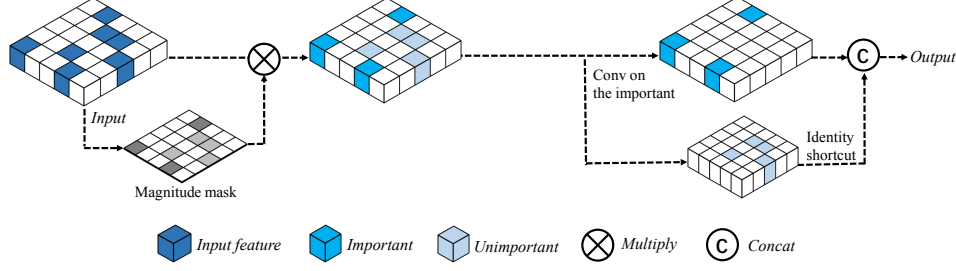 Input
Magnitude mask
Conv on
the important
Identity
shortcut
C
Output
Input feature
Important
Unimportant
Multiply
C
Concat